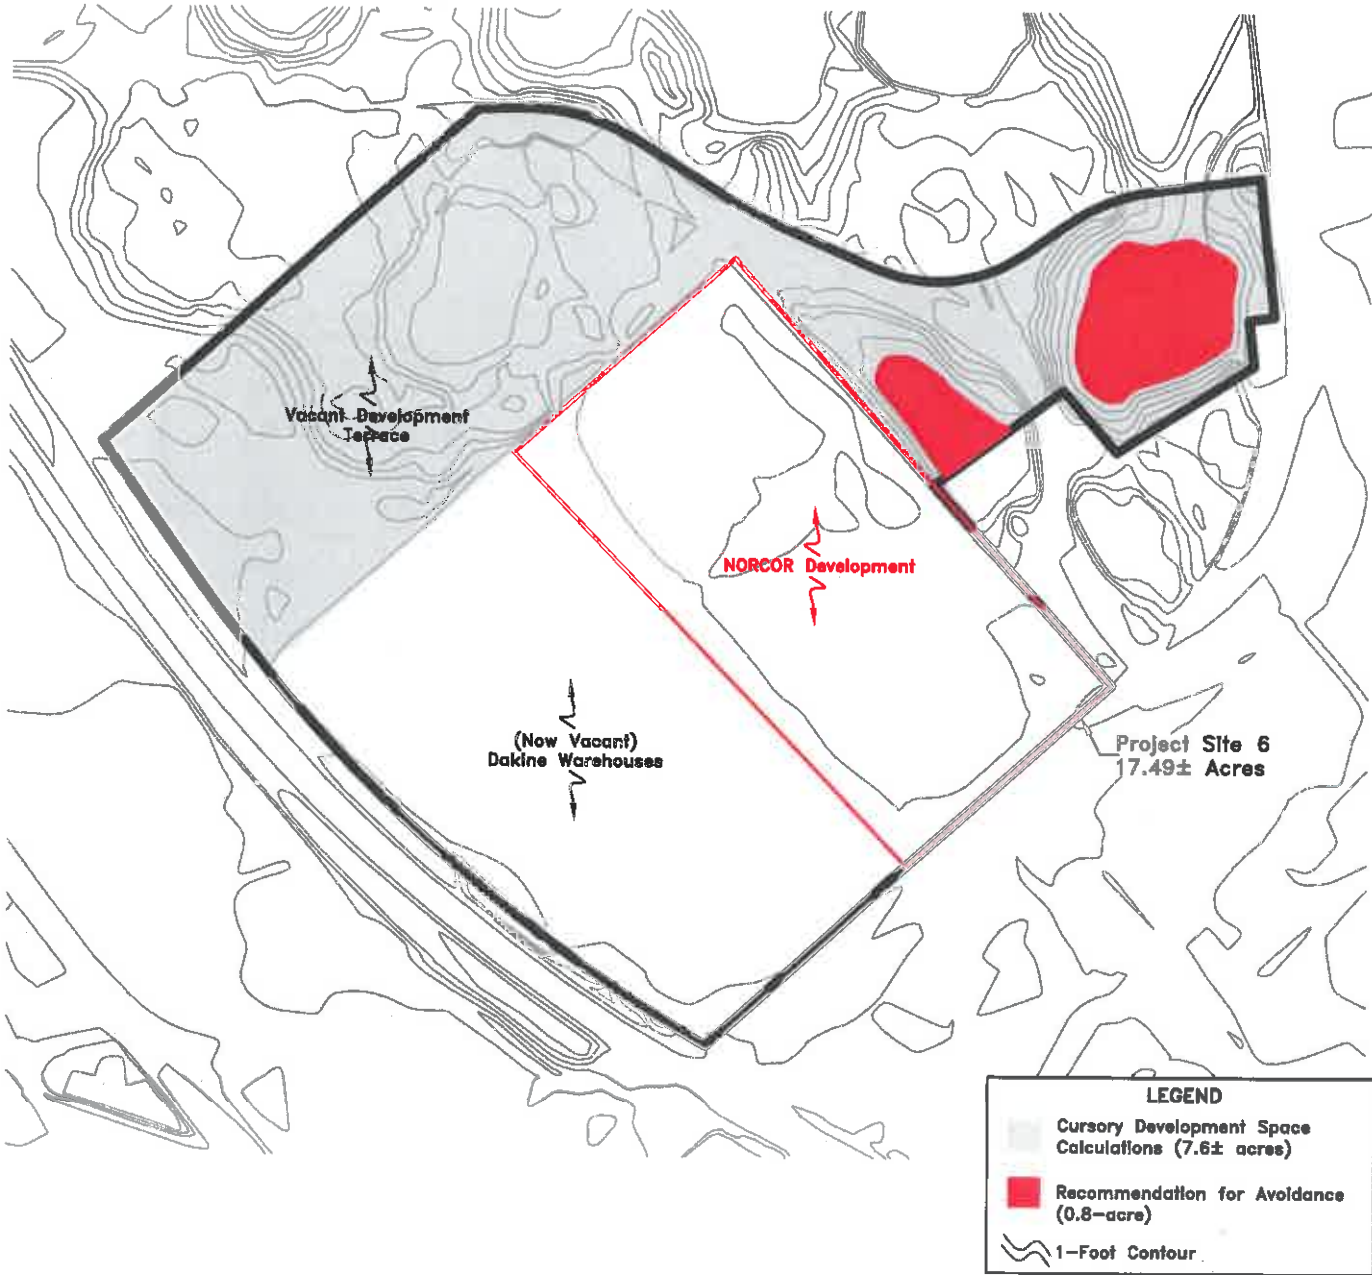 Vacant Development
Terrace
NORCOR Development
(Now Vacant)
Dakine Warehouses
Project Site 6
17.49± Acres
LEGEND
Cursory Development Space
Calculations (7.6± acres)
Recommendation for Avoidance
(0.8-acre)
1-Foot Contour